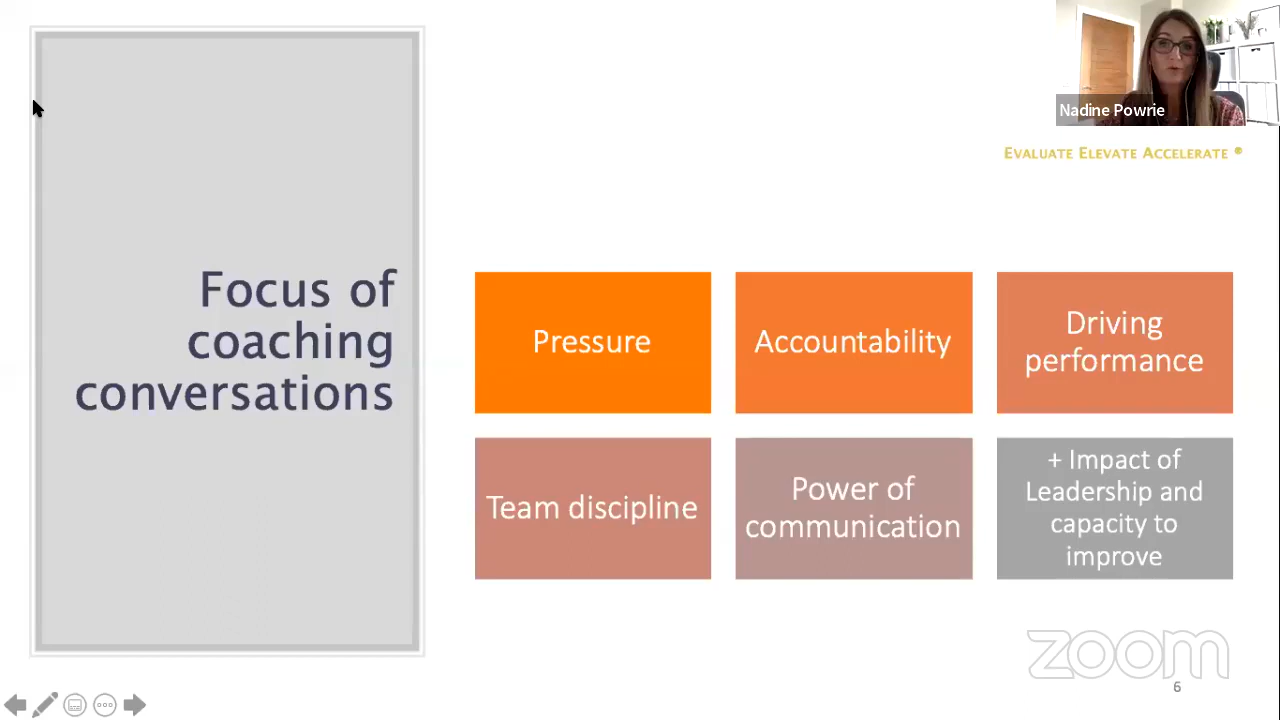 Nadine Powrie
EVALUATE ELEVATE ACCELERATE ®
Focus of
coaching
conversations
Pressure
Accountability
Driving
performance
Team discipline
Power of
communication
+ Impact of
Leadership and
capacity to
improve
zoom
6